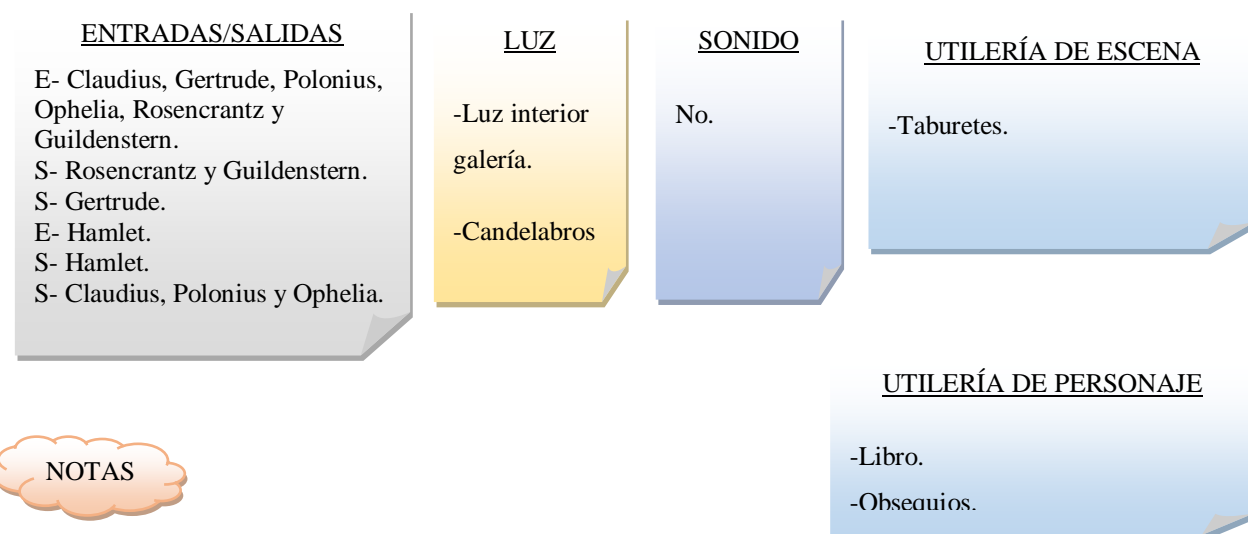 ENTRADAS/SALIDAS
E- Claudius, Gertrude, Polonius,
Ophelia, Rosencrantz y
Guildenstern.
S- Rosencrantz y Guildenstern.
S- Gertrude.
E- Hamlet.
S- Hamlet.
S- Claudius, Polonius y Ophelia.
LUZ
-Luz interior
galería.
-Candelabros
SONIDO
No.
UTILERÍA DE ESCENA
-Taburetes.
UTILERÍA DE PERSONAJE
-Libro.
-Obsequios.
NOTAS